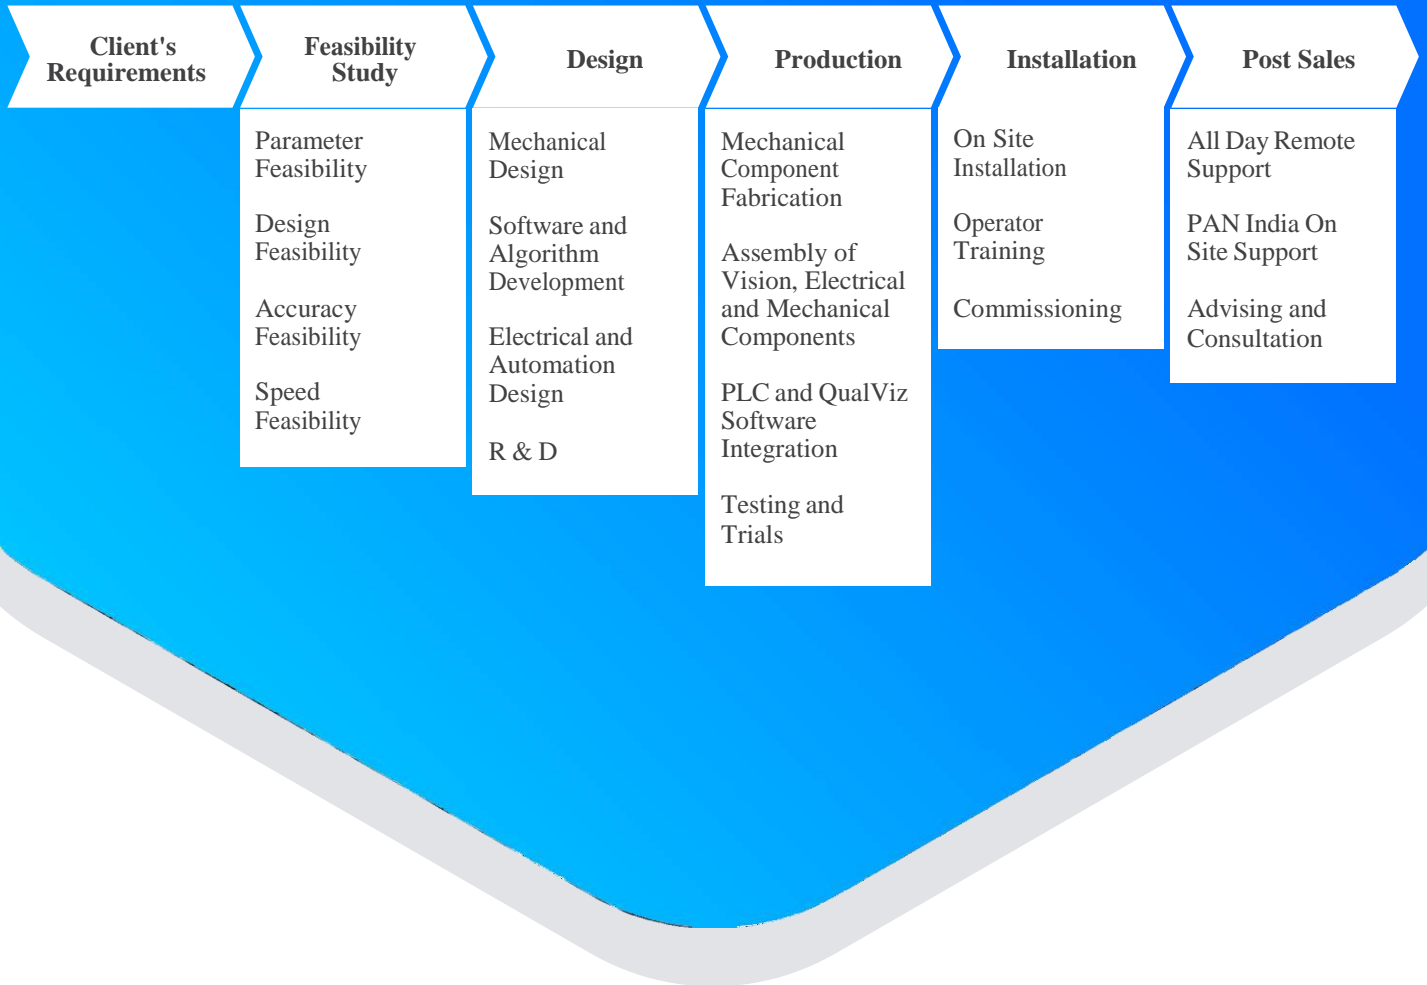 Client's
Requirements
Feasibility
Study
Design
Production
Installation
Post Sales
Parameter
Feasibility
Design
Feasibility
Accuracy
Feasibility
Speed
Feasibility
Mechanical
Design
Software and
Algorithm
Development
Electrical and
Automation
Design
R & D
Mechanical
Component
Fabrication
Assembly of
Vision, Electrical
and Mechanical
Components
PLC and QualViz
Software
Integration
Testing and
Trials
On Site
Installation
Operator
Training
Commissioning
All Day Remote
Support
PAN India On
Site Support
Advising and
Consultation